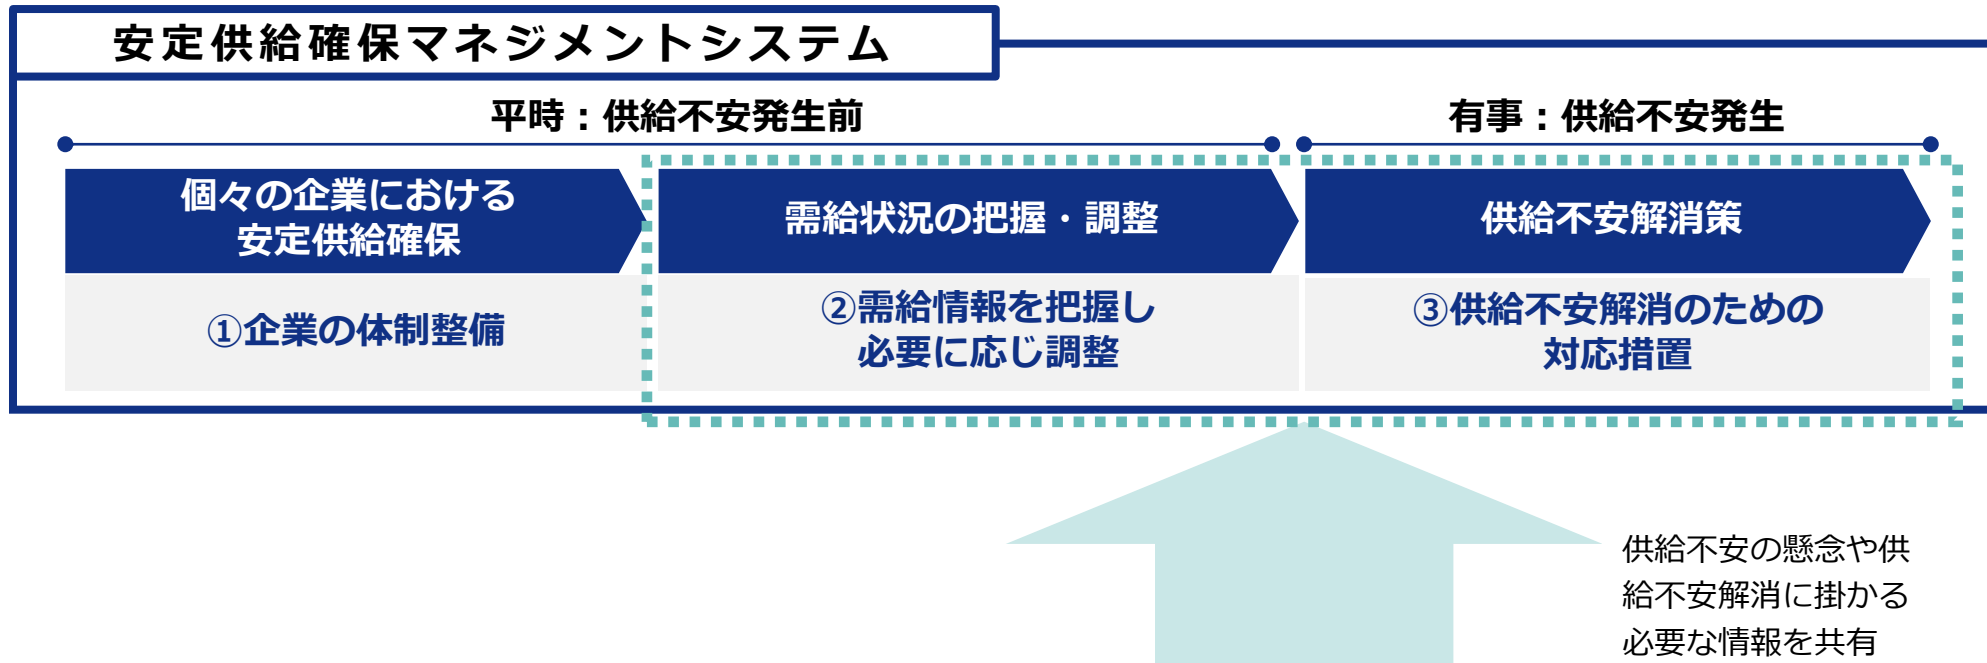 安定供給確保マネジメントシステム
平時：供給不安発生前
有事：供給不安発生
個々の企業における
安定供給確保
需給状況の把握・調整
供給不安解消策
①企業の体制整備
②需給情報を把握し
必要に応じ調整
③供給不安解消のための
対応措置
供給不安の懸念や供
給不安解消に掛かる
必要な情報を共有